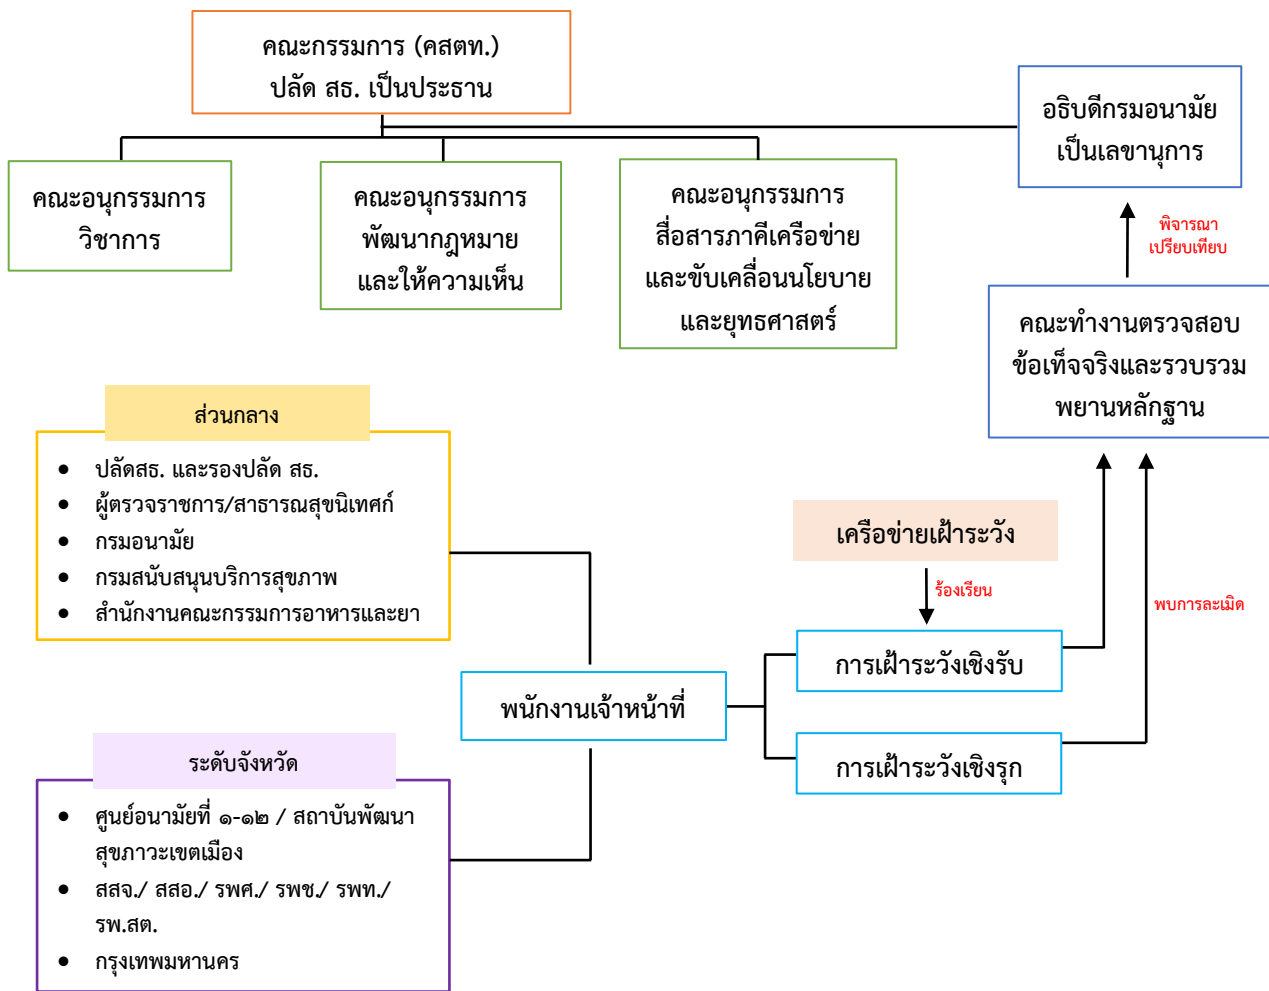 คณะกรรมการ (คสตท.)
ปลัด สธ. เป็นประธาน
อธิบดีกรมอนามัย
เป็นเลขานุการ
คณะอนุกรรมการ
วิชาการ
คณะอนุกรรมการ
พัฒนากฎหมาย
และให้ความเห็น
คณะอนุกรรมการ
สื่อสารภาคีเครือข่าย
และขับเคลื่อนนโยบาย
และยุทธศาสตร์
พิจารณา
เปรียบเทียบ
คณะทำงานตรวจสอบ
ข้อเท็จจริงและรวบรวม
พยานหลักฐาน
ส่วนกลาง
• ปลัดสธ. และรองปลัด สธ.
• ผู้ตรวจราชการ/สาธารณสุขนิเทศก์
• กรมอนามัย
• กรมสนับสนุนบริการสุขภาพ
• สำนักงานคณะกรรมการอาหารและยา
เครือข่ายเฝ้าระวัง
ร้องเรียน
พบการละเมิด
การเฝ้าระวังเชิงรับ
พนักงานเจ้าหน้าที่
การเฝ้าระวังเชิงรุก
ระดับจังหวัด
• ศูนย์อนามัยที่ ๑-๑๒ / สถาบันพัฒนา
สุขภาวะเขตเมือง
• สสจ./ สสอ./ รพศ./ รพช./ รพท./
รพ.สต.
• กรุงเทพมหานคร